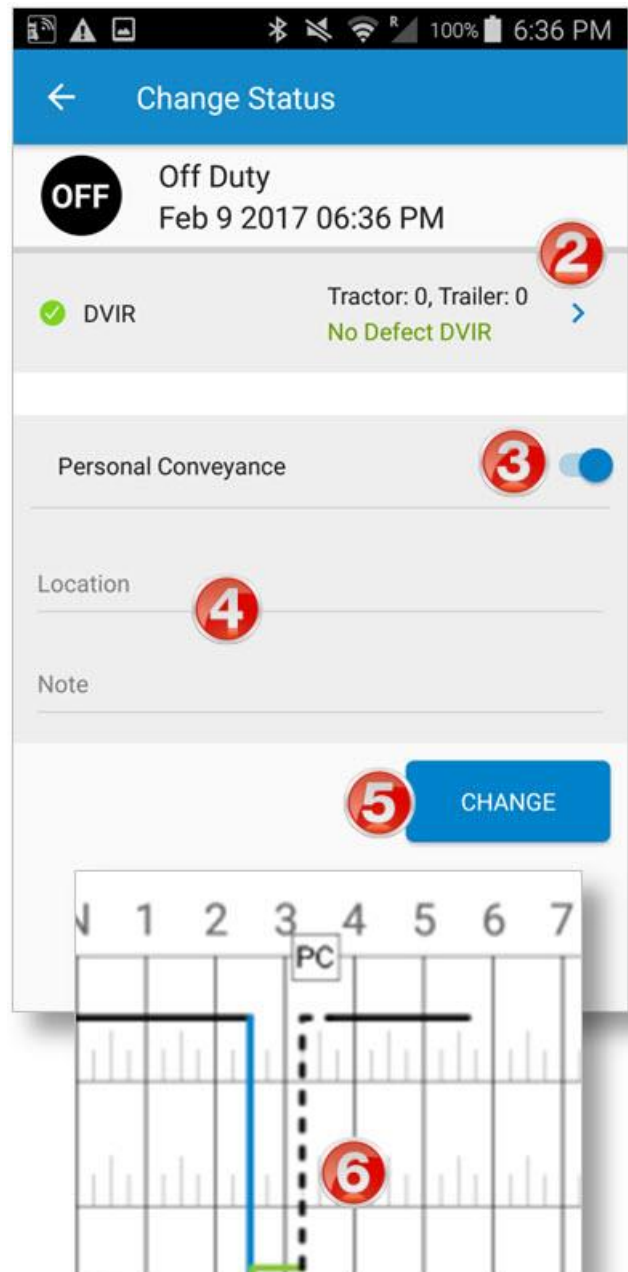 R 100% 6:36 PM
Change Status
OFF
Off Duty
Feb 9 2017 06:36 PM
2
DVIR
Tractor: 0, Trailer: 0
No Defect DVIR
Personal Conveyance
3
Location
4
Note
5
CHANGE
1 2 3 4 5 6 7
PC
6